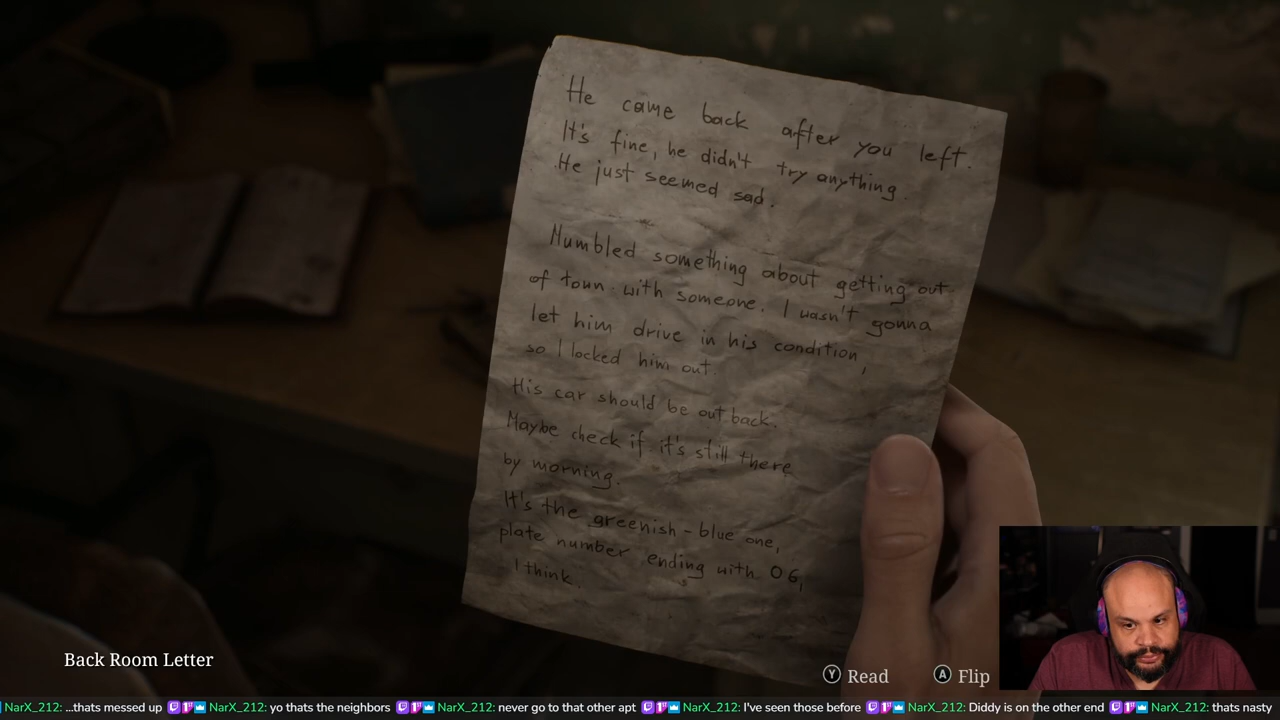 He came back after you left.
It's fine, he didn't try anything.
He just seemed sad.
Mumbled something about getting out
of town with someone. I wasn't gonna
let him drive in his condition,
so I locked him out.
His car should be out back.
Maybe check if it's still there
by morning.
It's the greenish-blue one,
plate number ending with 06,
I think.
Back Room Letter
Y Read A Flip
NarX_212: ...thats messed up NarX_212: yo thats the neighbors NarX_212: never go to that other apt NarX_212: I've seen those before NarX_212: Diddy is on the other end NarX_212: thats nasty